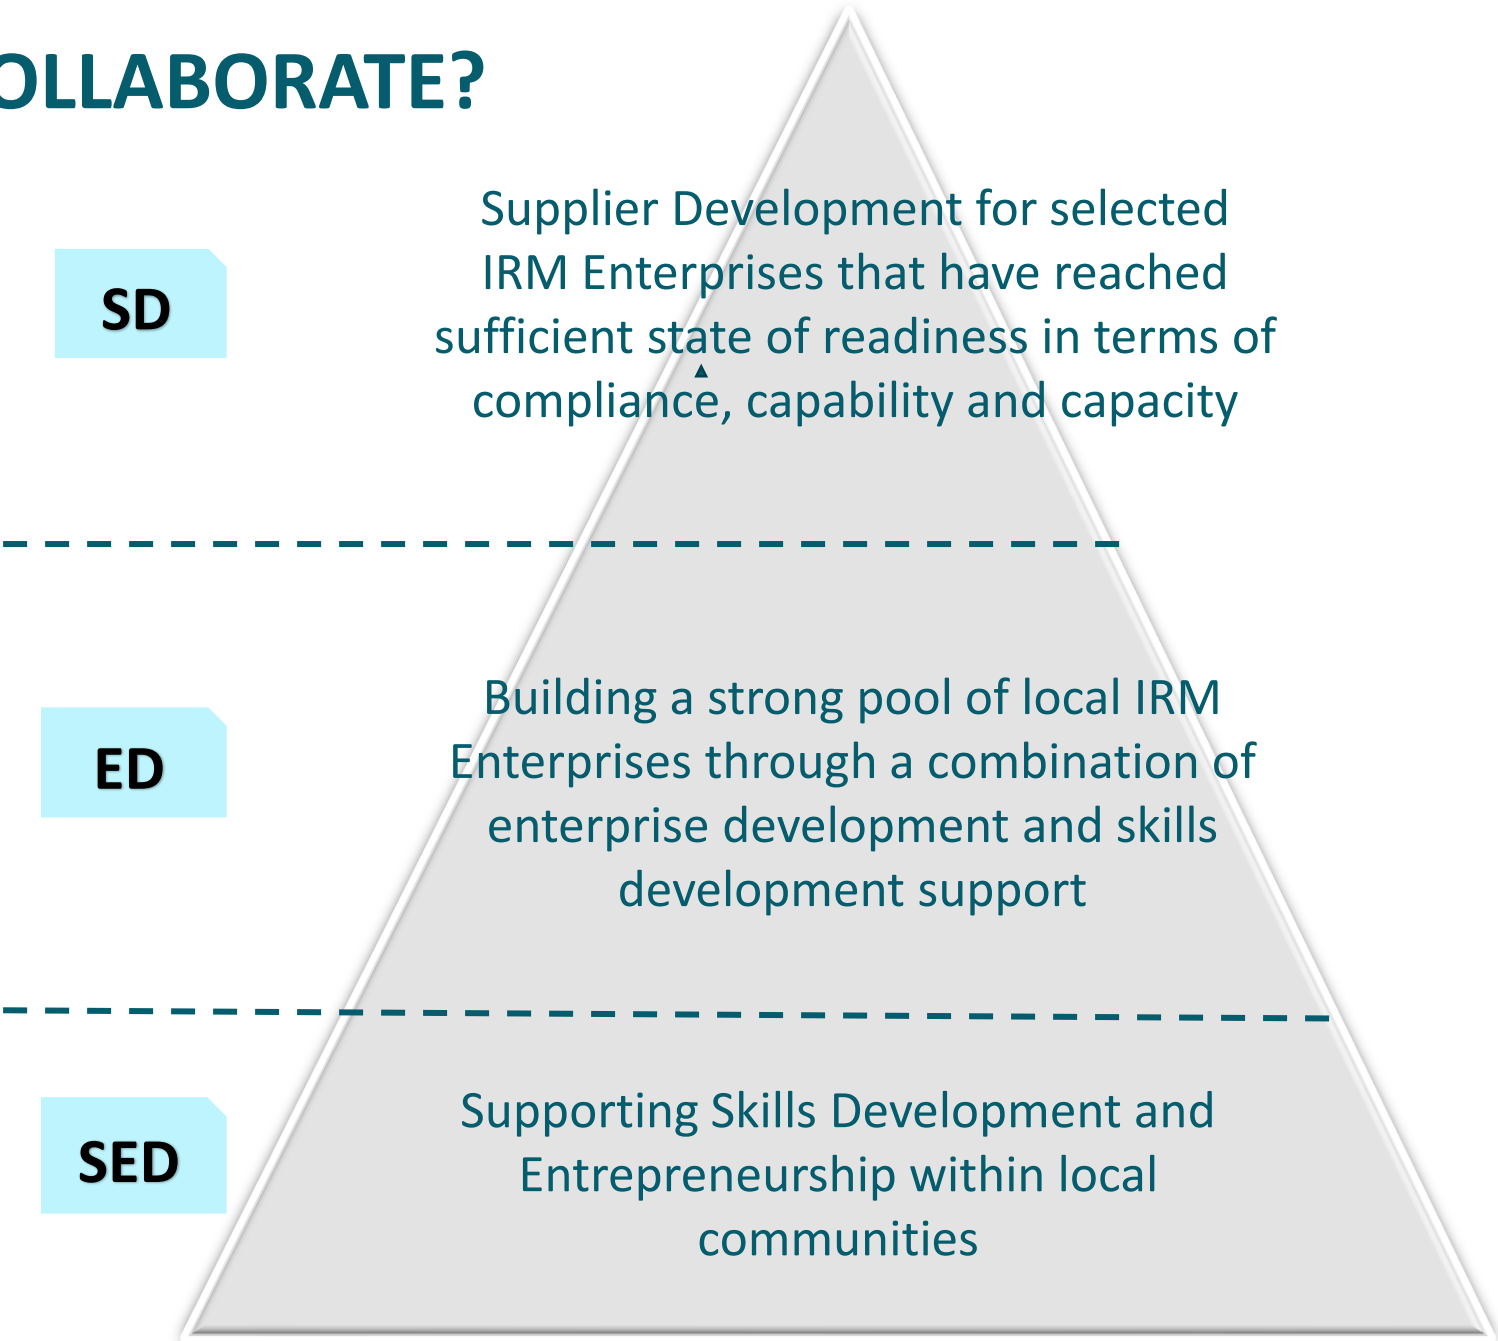 OLLABORATE?
SD
Supplier Development for selected
IRM Enterprises that have reached
sufficient state of readiness in terms of
compliance, capability and capacity
ED
Building a strong pool of local IRM
Enterprises through a combination of
enterprise development and skills
development support
SED
Supporting Skills Development and
Entrepreneurship within local
communities